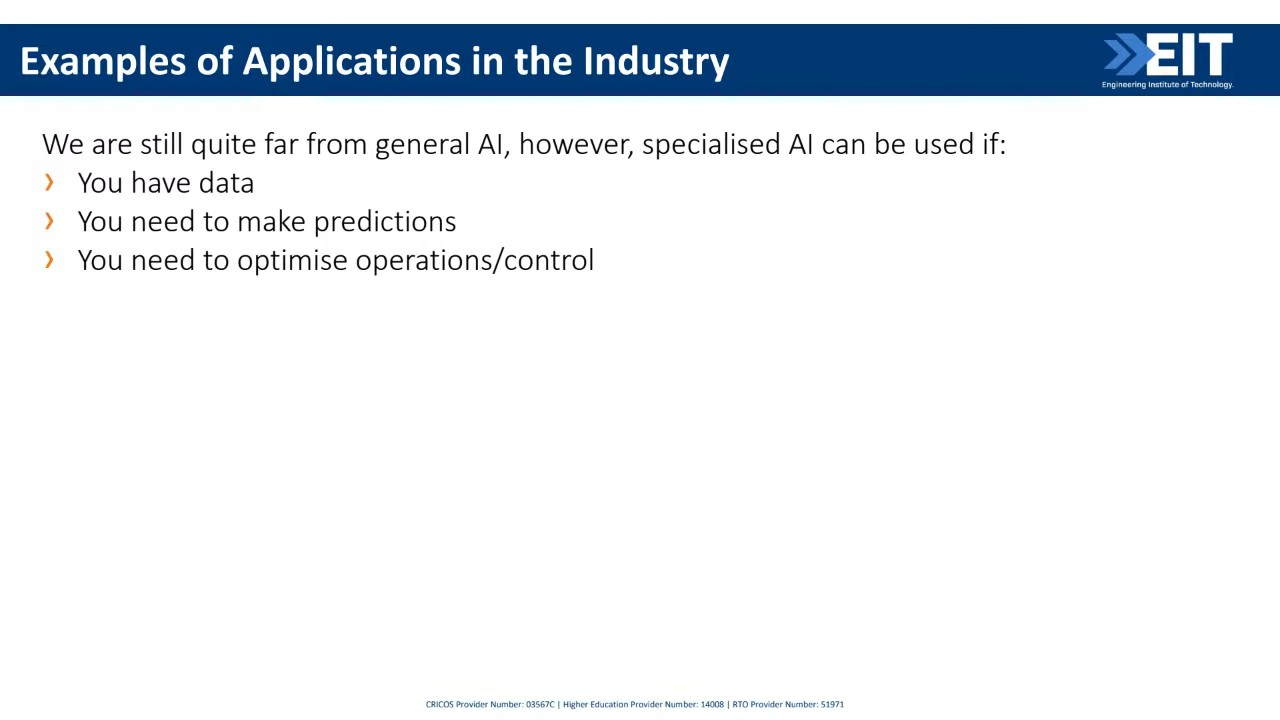 Examples of Applications in the Industry
EIT
Engineering Institute of Technology.
We are still quite far from general AI, however, specialised AI can be used if:
› You have data
› You need to make predictions
› You need to optimise operations/control
CRICOS Provider Number: 03567C | Higher Education Provider Number: 14008 | RTO Provider Number: 51971